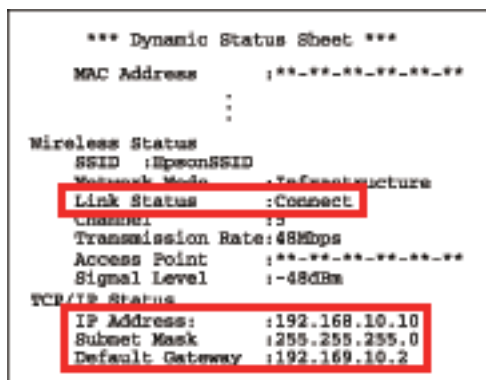 *** Dynamic Status Sheet ***
MAC Address :**-**-**-**-**-**
Wireless Status
SSID :EpsonSSID
Network Mode :Infrastructure
Link Status :Connect
Channel :5
Transmission Rate:48Mbps
Access Point :**-**-**-**-**-**
Signal Level :-48dBm
TCP/IP Status
IP Address: :192.168.10.10
Subnet Mask :255.255.255.0
Default Gateway :192.169.10.2